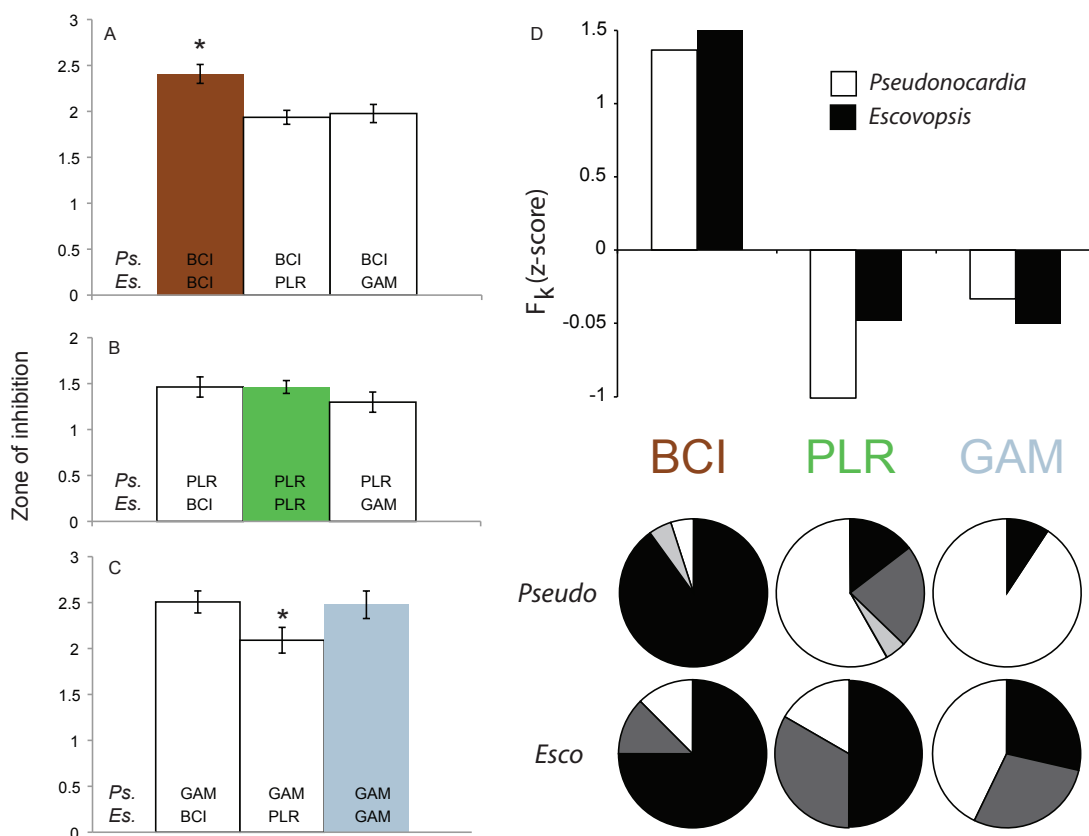 Zone of inhibition
A
*
3
2.5
2
1.5
1
0.5
0
Ps. BCI BCI BCI
Es. BCI PLR GAM
B
2
1.5
1
0.5
0
Ps. PLR PLR PLR
Es. BCI PLR GAM
C
*
3
2.5
2
1.5
1
0.5
0
Ps. GAM GAM GAM
Es. BCI PLR GAM
D
Fk (z-score)
1.5
1
0.5
0
-0.05
-1
Pseudonocardia
Escovopsis
BCI PLR GAM
Pseudo
Esco